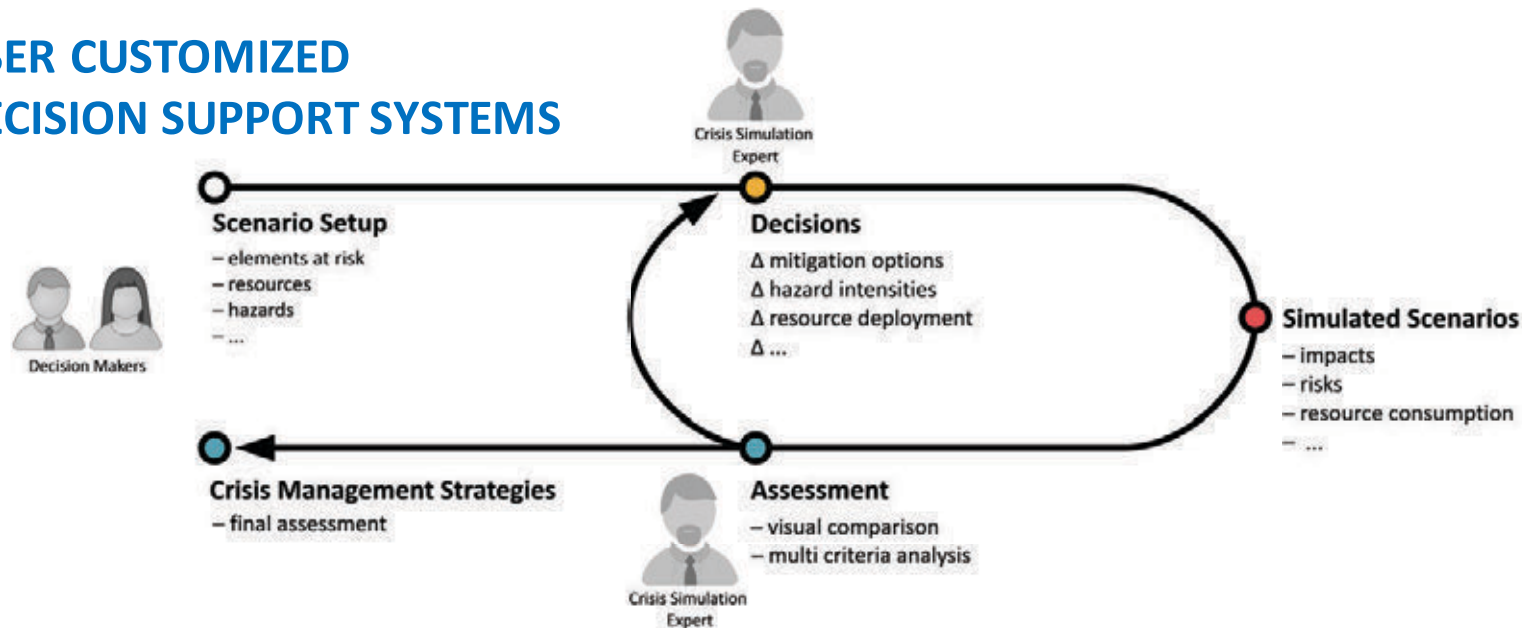 SER CUSTOMIZED
ECISION SUPPORT SYSTEMS
Crisis Simulation
Expert
Scenario Setup
– elements at risk
– resources
– hazards
– ...
Decision Makers
Decisions
Δ mitigation options
Δ hazard intensities
Δ resource deployment
Δ ...
Simulated Scenarios
– impacts
– risks
– resource consumption
– ...
Crisis Management Strategies
– final assessment
Assessment
– visual comparison
– multi criteria analysis
Crisis Simulation
Expert